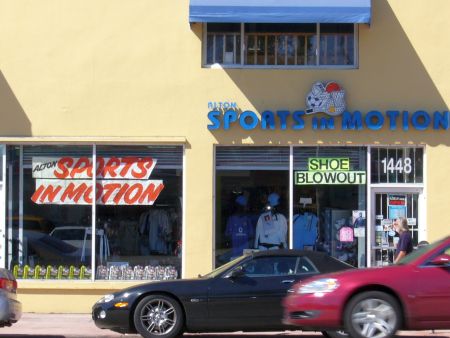 ALTON
SPORTS IN MOTION
ALTON SPORTS
IN MOTION
SHOE
BLOWOUT
1448